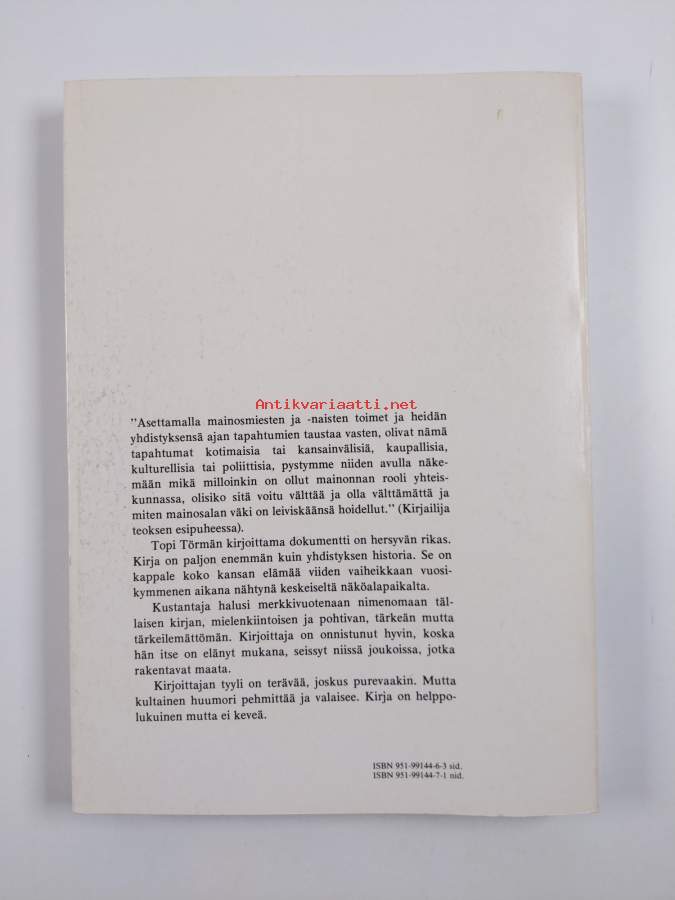 Antikvariaatti.net
"Asettamalla mainosmiesten ja -naisten toimet ja heidän
yhdistyksensä ajan tapahtumien taustaa vasten, olivat nämä
tapahtumat kotimaisia tai kansainvälisiä, kaupallisia,
kulturellisia tai poliittisia, pystymme niiden avulla näke-
mään mikä milloinkin on ollut mainonnan rooli yhteis-
kunnassa, olisiko sitä voitu välttää ja olla välttämättä ja
miten mainosalan väki on leiviskäänsä hoidellut." (Kirjailija
teoksen esipuheessa).
Topi Törmän kirjoittama dokumentti on hersyvän rikas.
Kirja on paljon enemmän kuin yhdistyksen historia. Se on
kappale koko kansan elämää viiden vaiheikkaan vuosi-
kymmenen aikana nähtynä keskeiseltä näköalapaikalta.
Kustantaja halusi merkkivuotenaan nimenomaan täl-
laisen kirjan, mielenkiintoisen ja pohtivan, tärkeän mutta
tärkeilemättömän. Kirjoittaja on onnistunut hyvin, koska
hän itse on elänyt mukana, seissyt niissä joukoissa, jotka
rakentavat maata.
Kirjoittajan tyyli on terävää, joskus purevaakin. Mutta
kultainen huumori pehmittää ja valaisee. Kirja on helppo-
lukuinen mutta ei keveä.
ISBN 951-99144-6-3 sid.
ISBN 951-99144-7-1 nid.